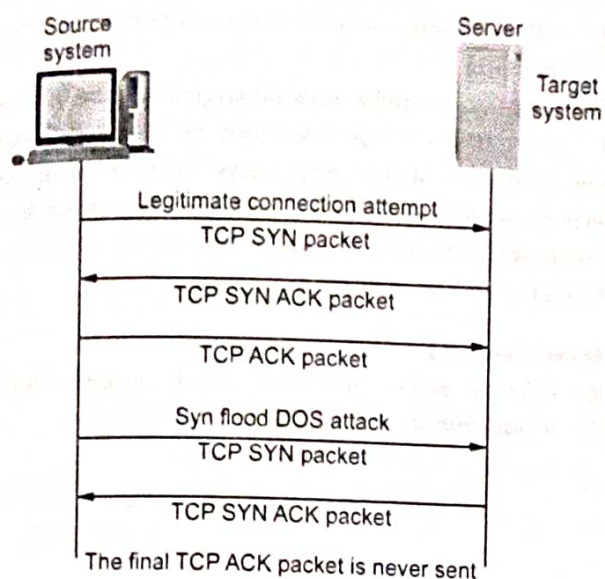 Source
system
Server
Target
system
Legitimate connection attempt
TCP SYN packet
TCP SYN ACK packet
TCP ACK packet
Syn flood DOS attack
TCP SYN packet
TCP SYN ACK packet
The final TCP ACK packet is never sent